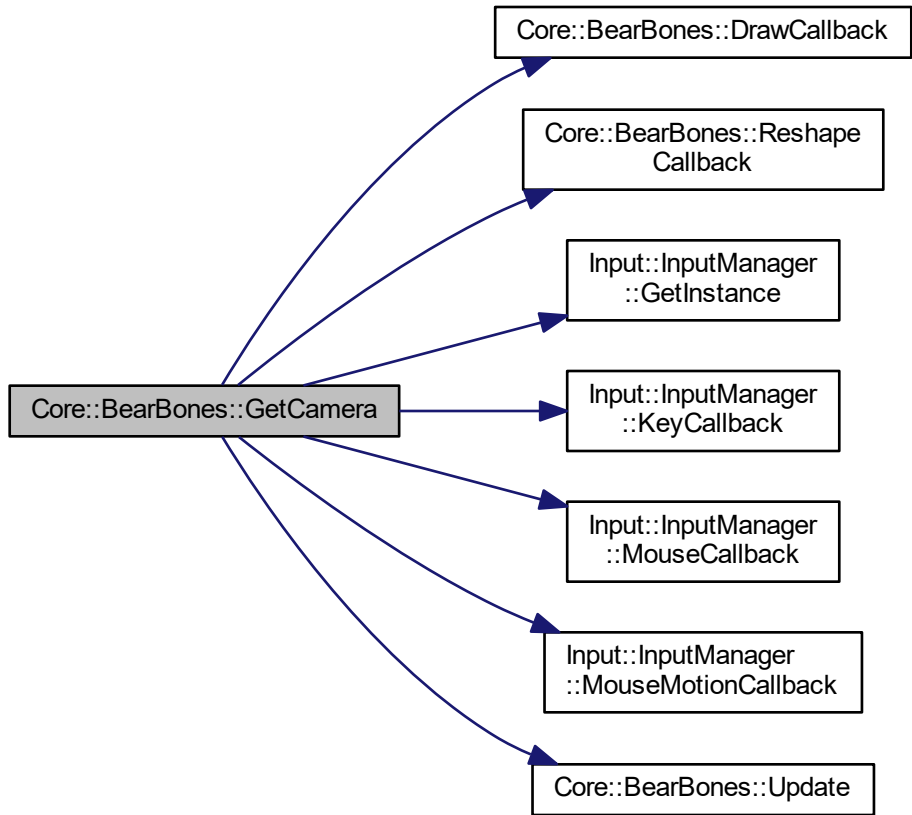 Core::BearBones::DrawCallback
Core::BearBones::Reshape
Callback
Input::InputManager
::GetInstance
Core::BearBones::GetCamera
Input::InputManager
::KeyCallback
Input::InputManager
::MouseCallback
Input::InputManager
::MouseMotionCallback
Core::BearBones::Update